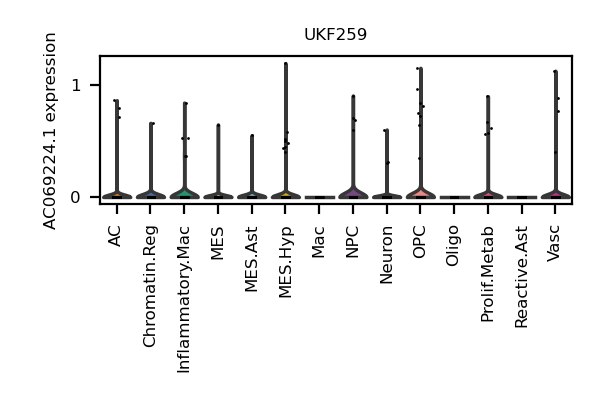 UKF259
AC069224.1 expression
1
0
AC
Chromatin.Reg
Inflammatory.Mac
MES
MES.Ast
MES.Hyp
Mac
NPC
Neuron
OPC
Oligo
Prolif.Metab
Reactive.Ast
Vasc